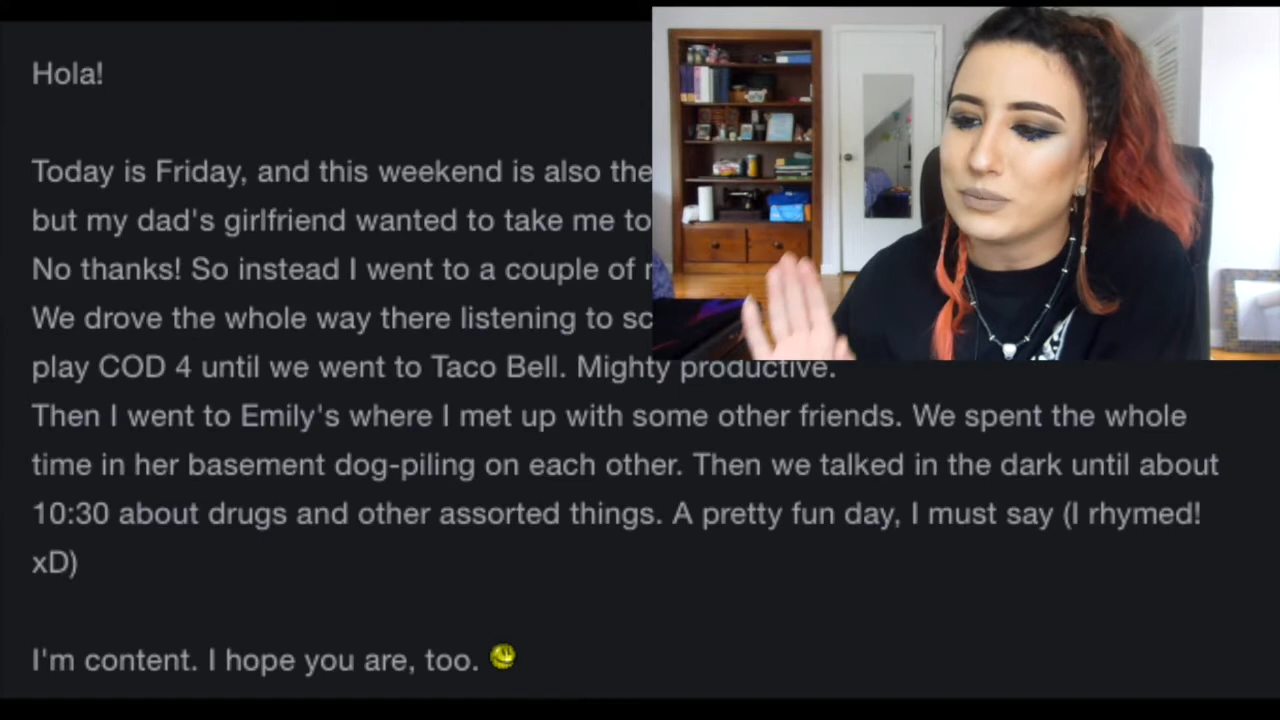 Hola!
Today is Friday, and this weekend is also the
but my dad's girlfriend wanted to take me to
No thanks! So instead I went to a couple of
We drove the whole way there listening to
play COD 4 until we went to Taco Bell. Mighty productive.
Then I went to Emily's where I met up with some other friends. We spent the whole
time in her basement dog-piling on each other. Then we talked in the dark until about
10:30 about drugs and other assorted things. A pretty fun day, I must say (I rhymed!
xD)
I'm content. I hope you are, too.